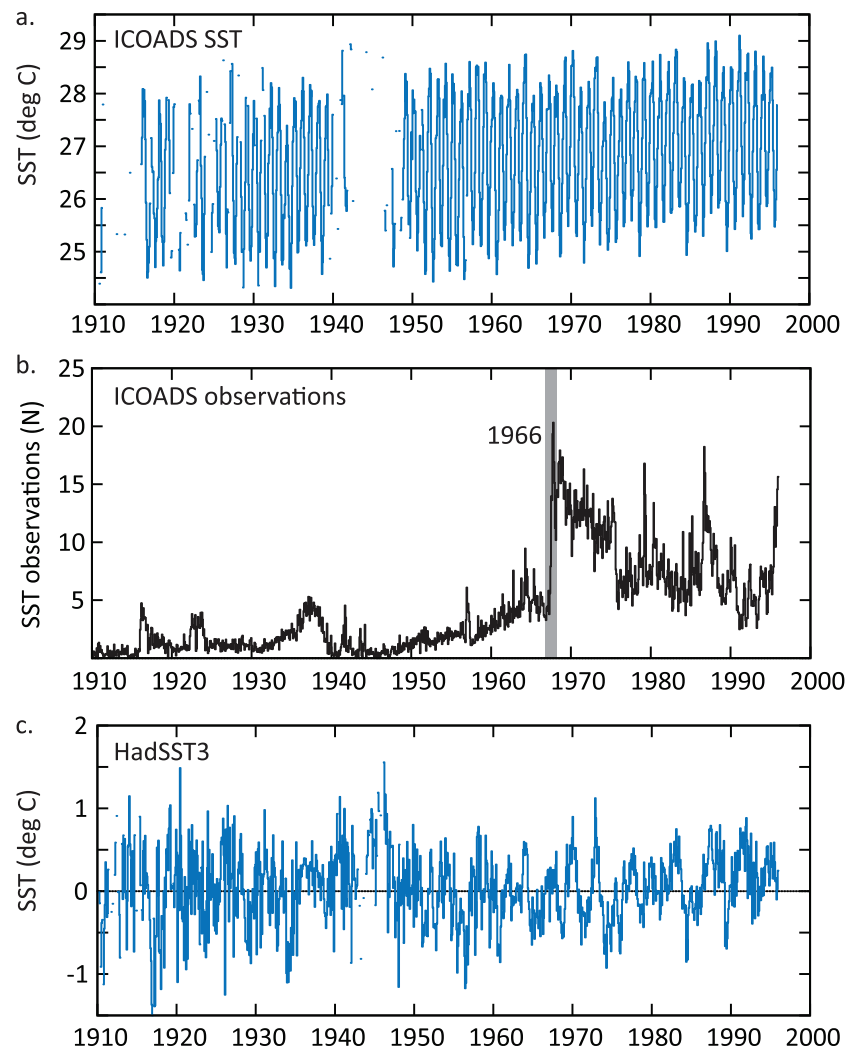 a.
ICOADS SST
SST (deg C)
29
28
27
26
25
1910 1920 1930 1940 1950 1960 1970 1980 1990 2000
b.
ICOADS observations
SST observations (N)
1966
25
20
15
10
5
1910 1920 1930 1940 1950 1960 1970 1980 1990 2000
c.
HadSST3
SST (deg C)
2
1
0
-1
1910 1920 1930 1940 1950 1960 1970 1980 1990 2000